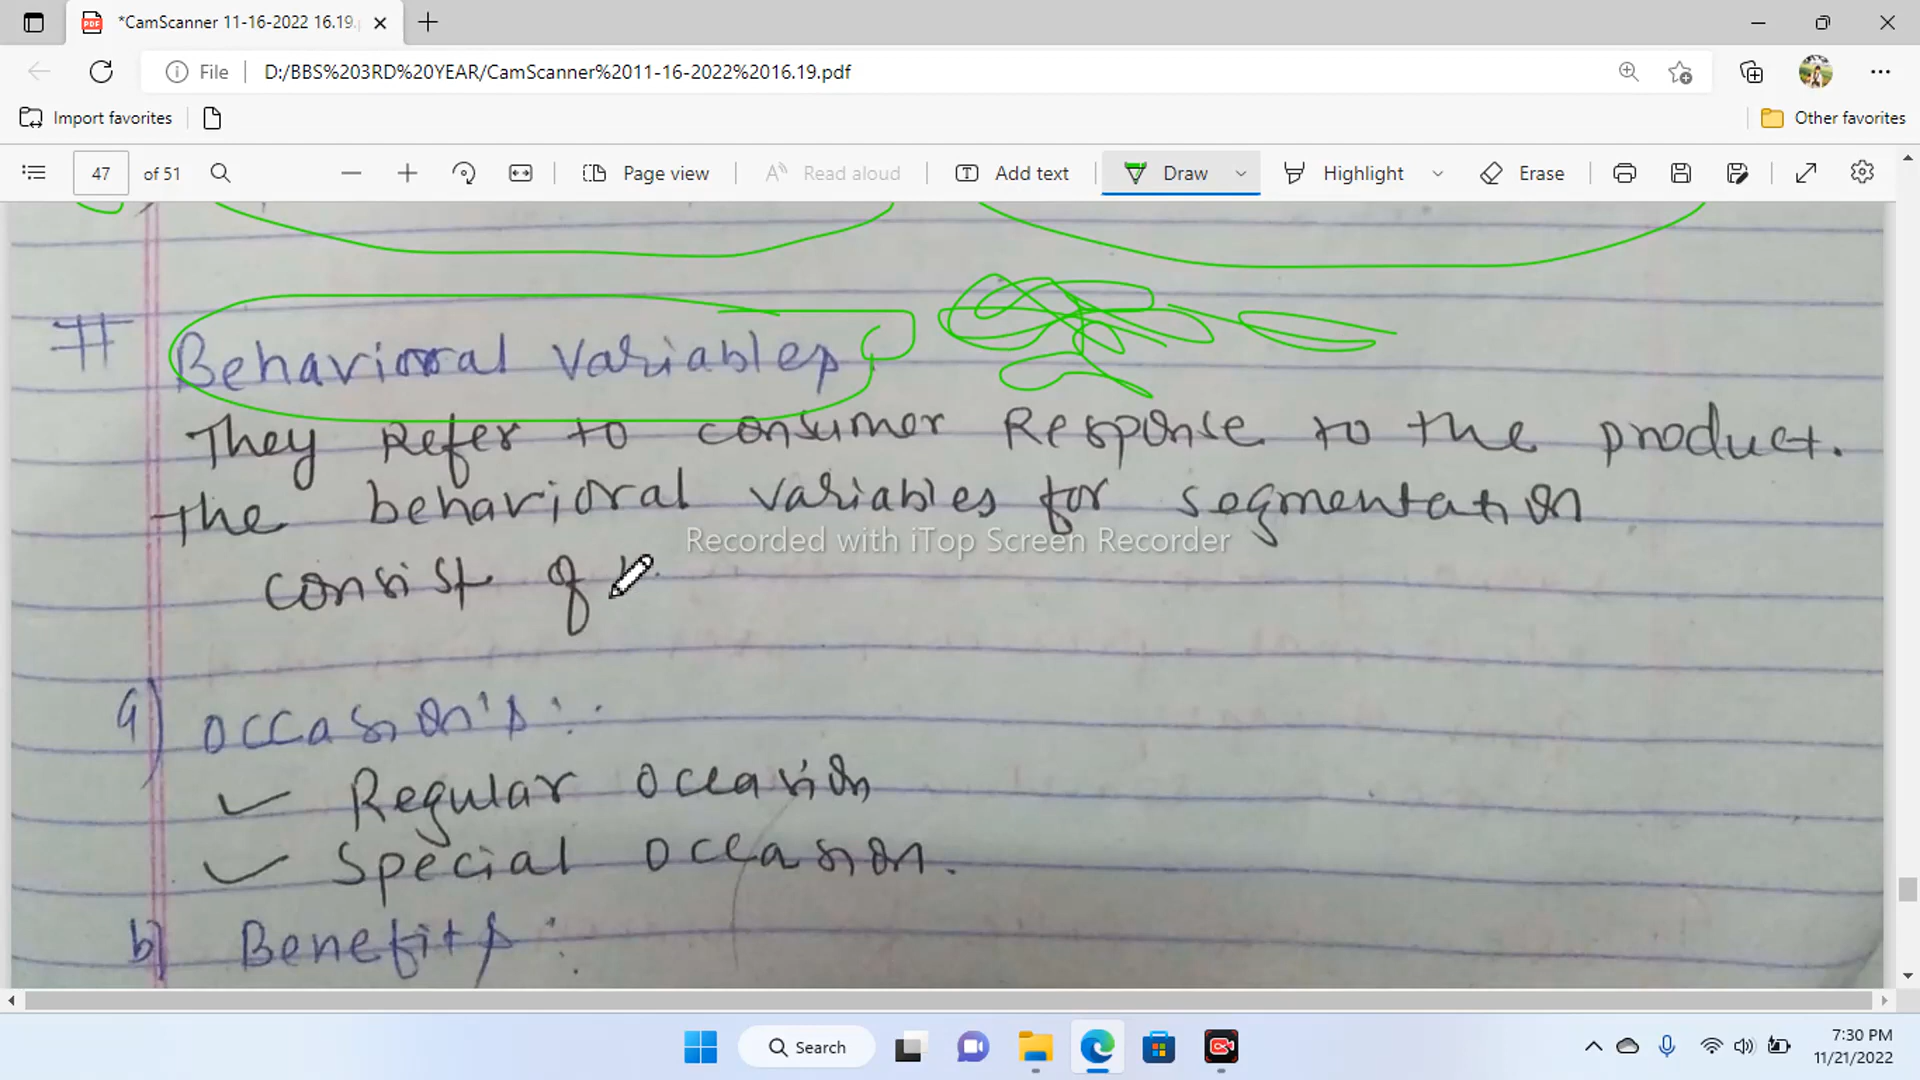 *CamScanner 11-16-2022 16.19.
File
D:/BBS%203RD%20YEAR/CamScanner%2011-16-2022%2016.19.pdf
Import favorites
Other favorites
47 of 51
Page view
Read aloud
Add text
Draw
Highlight
Erase
# Behavioral variables
They Refer to consumer Response to the product.
The behavioral variables for segmentation
Recorded with iTop Screen Recorder
consist of
a) occasion's :-
✓ Regular occasion
✓ Special occasion.
b) Benefits :
Search
7:30 PM
11/21/2022